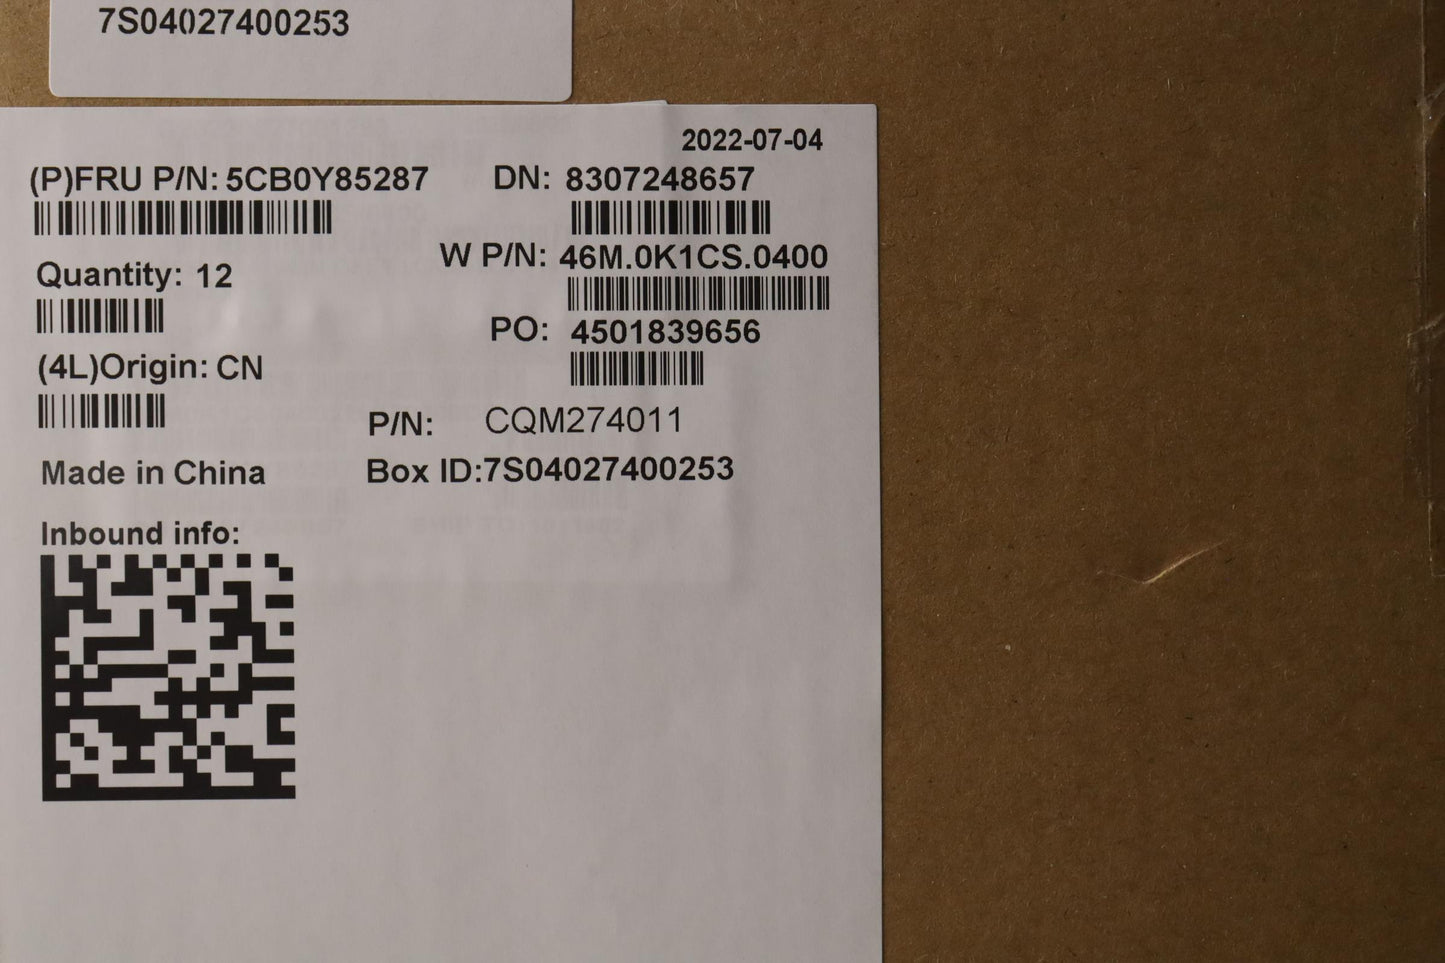 7S04027400253
2022-07-04
(P)FRU P/N: 5CB0Y85287 DN: 8307248657
W P/N: 46M.0K1CS.0400
Quantity: 12
PO: 4501839656
(4L)Origin: CN
P/N: CQM274011
Made in China Box ID:7S04027400253
Inbound info: